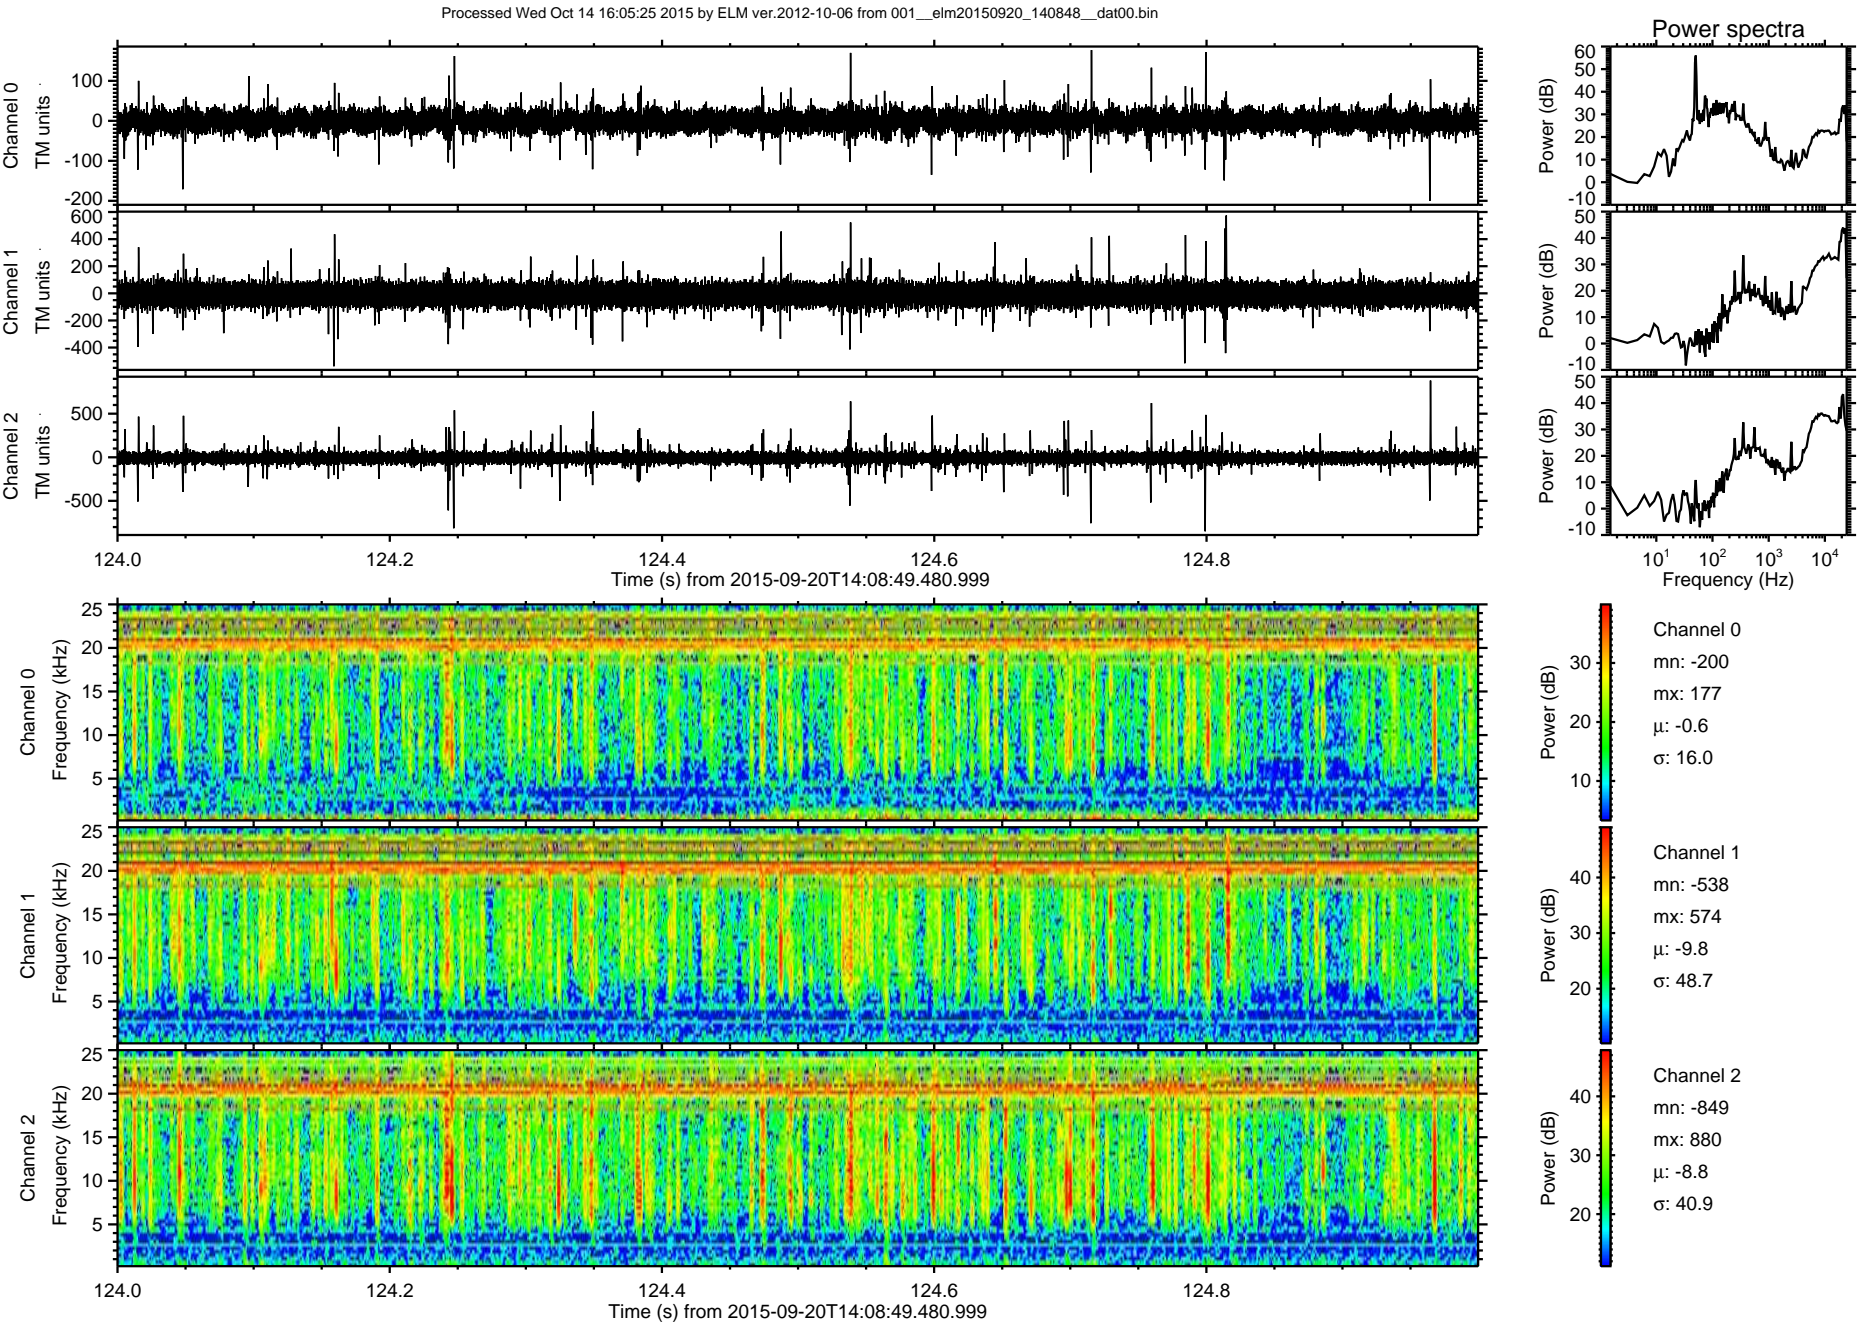 Processed Wed Oct 14 16:05:25 2015 by ELM ver.2012-10-06 from 001__elm20150920_140848__dat00.bin
Power spectra
Channel 0
TM units
100
0
-100
-200
Power (dB)
60
50
40
30
20
10
0
-10
Channel 1
TM units
600
400
200
0
-200
-400
Power (dB)
50
40
30
20
10
0
-10
Channel 2
TM units
500
0
-500
Power (dB)
50
40
30
20
10
0
-10
124.0 124.2 124.4 124.6 124.8
Time (s) from 2015-09-20T14:08:49.480.999
10¹ 10² 10³ 10⁴
Frequency (Hz)
Channel 0
Frequency (kHz)
25
20
15
10
5
Power (dB)
30
20
10
Channel 0
mn: -200
mx: 177
μ: -0.6
σ: 16.0
Channel 1
Frequency (kHz)
25
20
15
10
5
Power (dB)
40
30
20
Channel 1
mn: -538
mx: 574
μ: -9.8
σ: 48.7
Channel 2
Frequency (kHz)
25
20
15
10
5
Power (dB)
40
30
20
Channel 2
mn: -849
mx: 880
μ: -8.8
σ: 40.9
124.0 124.2 124.4 124.6 124.8
Time (s) from 2015-09-20T14:08:49.480.999